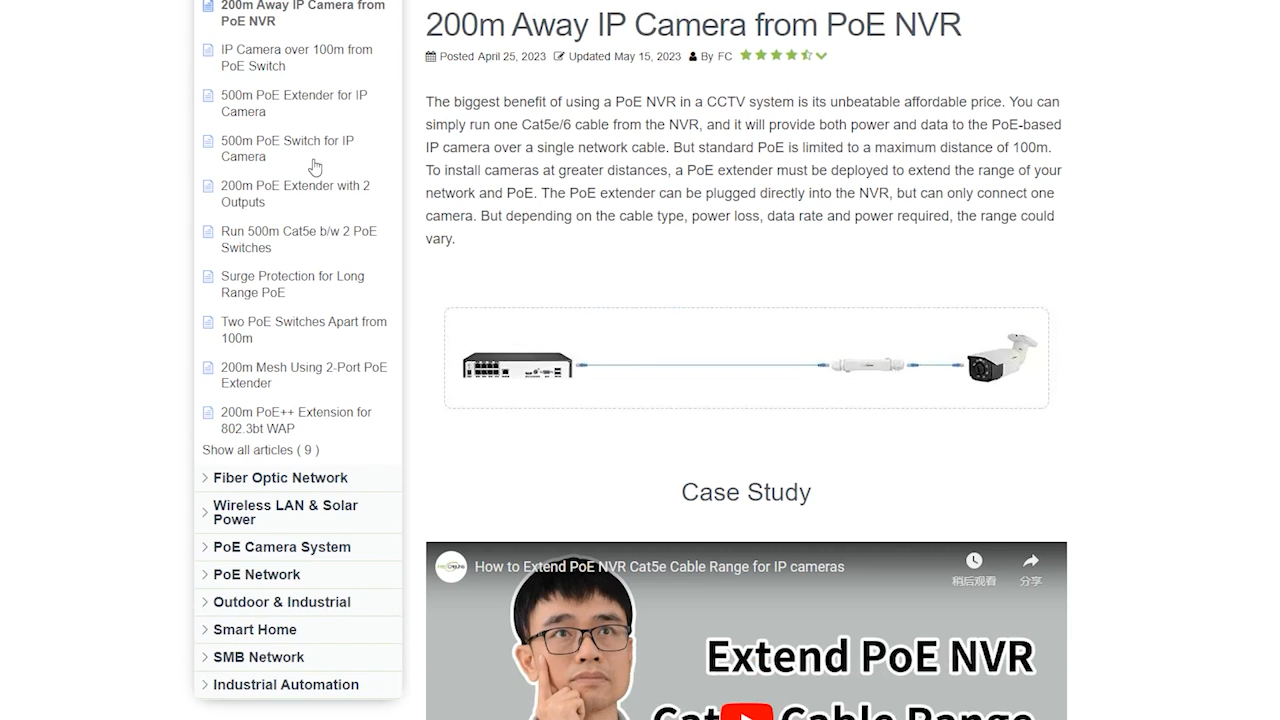 200m Away IP Camera from
PoE NVR
IP Camera over 100m from
PoE Switch
500m PoE Extender for IP
Camera
500m PoE Switch for IP
Camera
200m PoE Extender with 2
Outputs
Run 500m Cat5e b/w 2 PoE
Switches
Surge Protection for Long
Range PoE
Two PoE Switches Apart from
100m
200m Mesh Using 2-Port PoE
Extender
200m PoE++ Extension for
802.3bt WAP
Show all articles ( 9 )
Fiber Optic Network
Wireless LAN & Solar
Power
PoE Camera System
PoE Network
Outdoor & Industrial
Smart Home
SMB Network
Industrial Automation
200m Away IP Camera from PoE NVR
Posted April 25, 2023 Updated May 15, 2023 By FC
The biggest benefit of using a PoE NVR in a CCTV system is its unbeatable affordable price. You can
simply run one Cat5e/6 cable from the NVR, and it will provide both power and data to the PoE-based
IP camera over a single network cable. But standard PoE is limited to a maximum distance of 100m.
To install cameras at greater distances, a PoE extender must be deployed to extend the range of your
network and PoE. The PoE extender can be plugged directly into the NVR, but can only connect one
camera. But depending on the cable type, power loss, data rate and power required, the range could
vary.
Case Study
How to Extend PoE NVR Cat5e Cable Range for IP cameras
稍后观看 分享
Extend PoE NVR
Cable Range